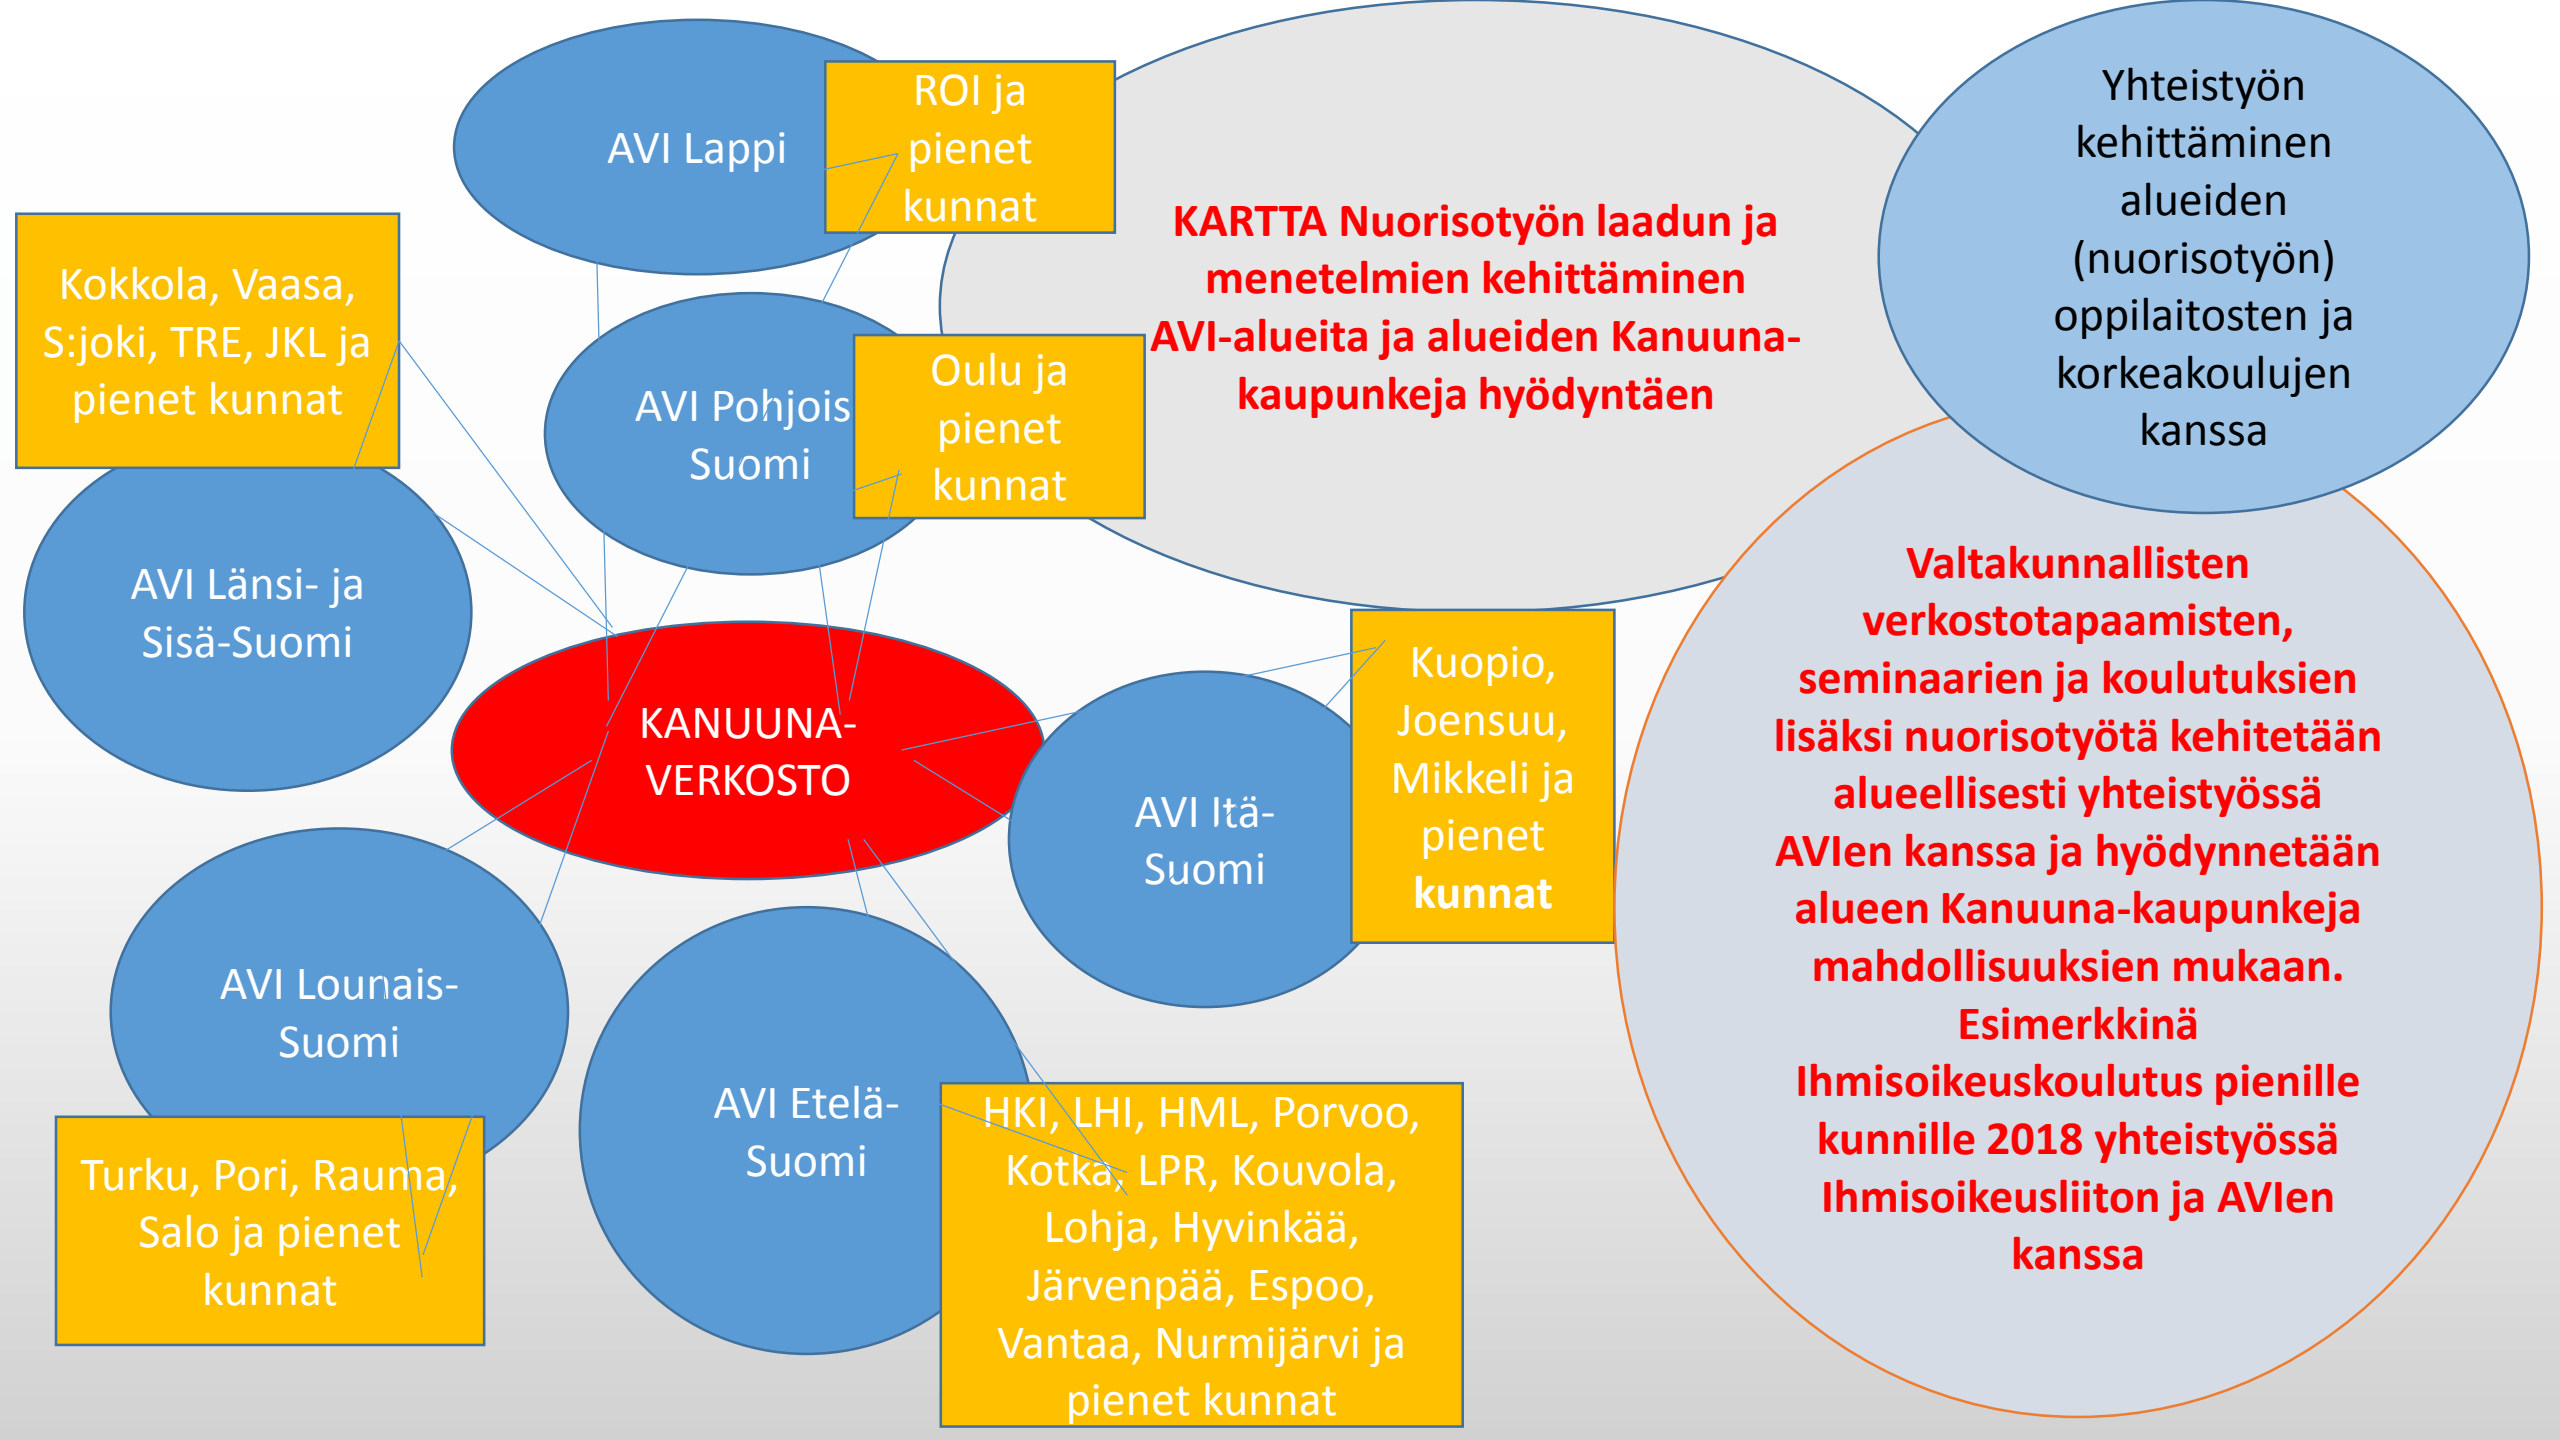 AVI Lappi
ROI ja
pienet
kunnat
KARTTA Nuorisotyön laadun ja
menetelmien kehittäminen
AVI-alueita ja alueiden Kanuuna-
kaupunkeja hyödyntäen
Yhteistyön
kehittäminen
alueiden
(nuorisotyön)
oppilaitosten ja
korkeakoulujen
kanssa
Kokkola, Vaasa,
S:joki, TRE, JKL ja
pienet kunnat
AVI Pohjois
Suomi
Oulu ja
pienet
kunnat
AVI Länsi- ja
Sisä-Suomi
KANUUNA-
VERKOSTO
AVI Itä-
Suomi
Kuopio,
Joensuu,
Mikkeli ja
pienet
kunnat
Valtakunnallisten
verkostotapaamisten,
seminaarien ja koulutuksien
lisäksi nuorisotyötä kehitetään
alueellisesti yhteistyössä
AVIen kanssa ja hyödynnetään
alueen Kanuuna-kaupunkeja
mahdollisuuksien mukaan.
Esimerkkinä
Ihmisoikeuskoulutus pienille
kunnille 2018 yhteistyössä
Ihmisoikeusliiton ja AVIen
kanssa
AVI Lounais-
Suomi
Turku, Pori, Rauma,
Salo ja pienet
kunnat
AVI Etelä-
Suomi
HKI, LHI, HML, Porvoo,
Kotka, LPR, Kouvola,
Lohja, Hyvinkää,
Järvenpää, Espoo,
Vantaa, Nurmijärvi ja
pienet kunnat